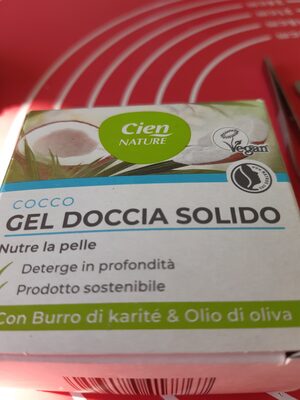 Cien
NATURE
Vegan
COCCO
GEL DOCCIA SOLIDO
Nutre la pelle
Deterge in profondità
Prodotto sostenibile
Con Burro di karité & Olio di oliva